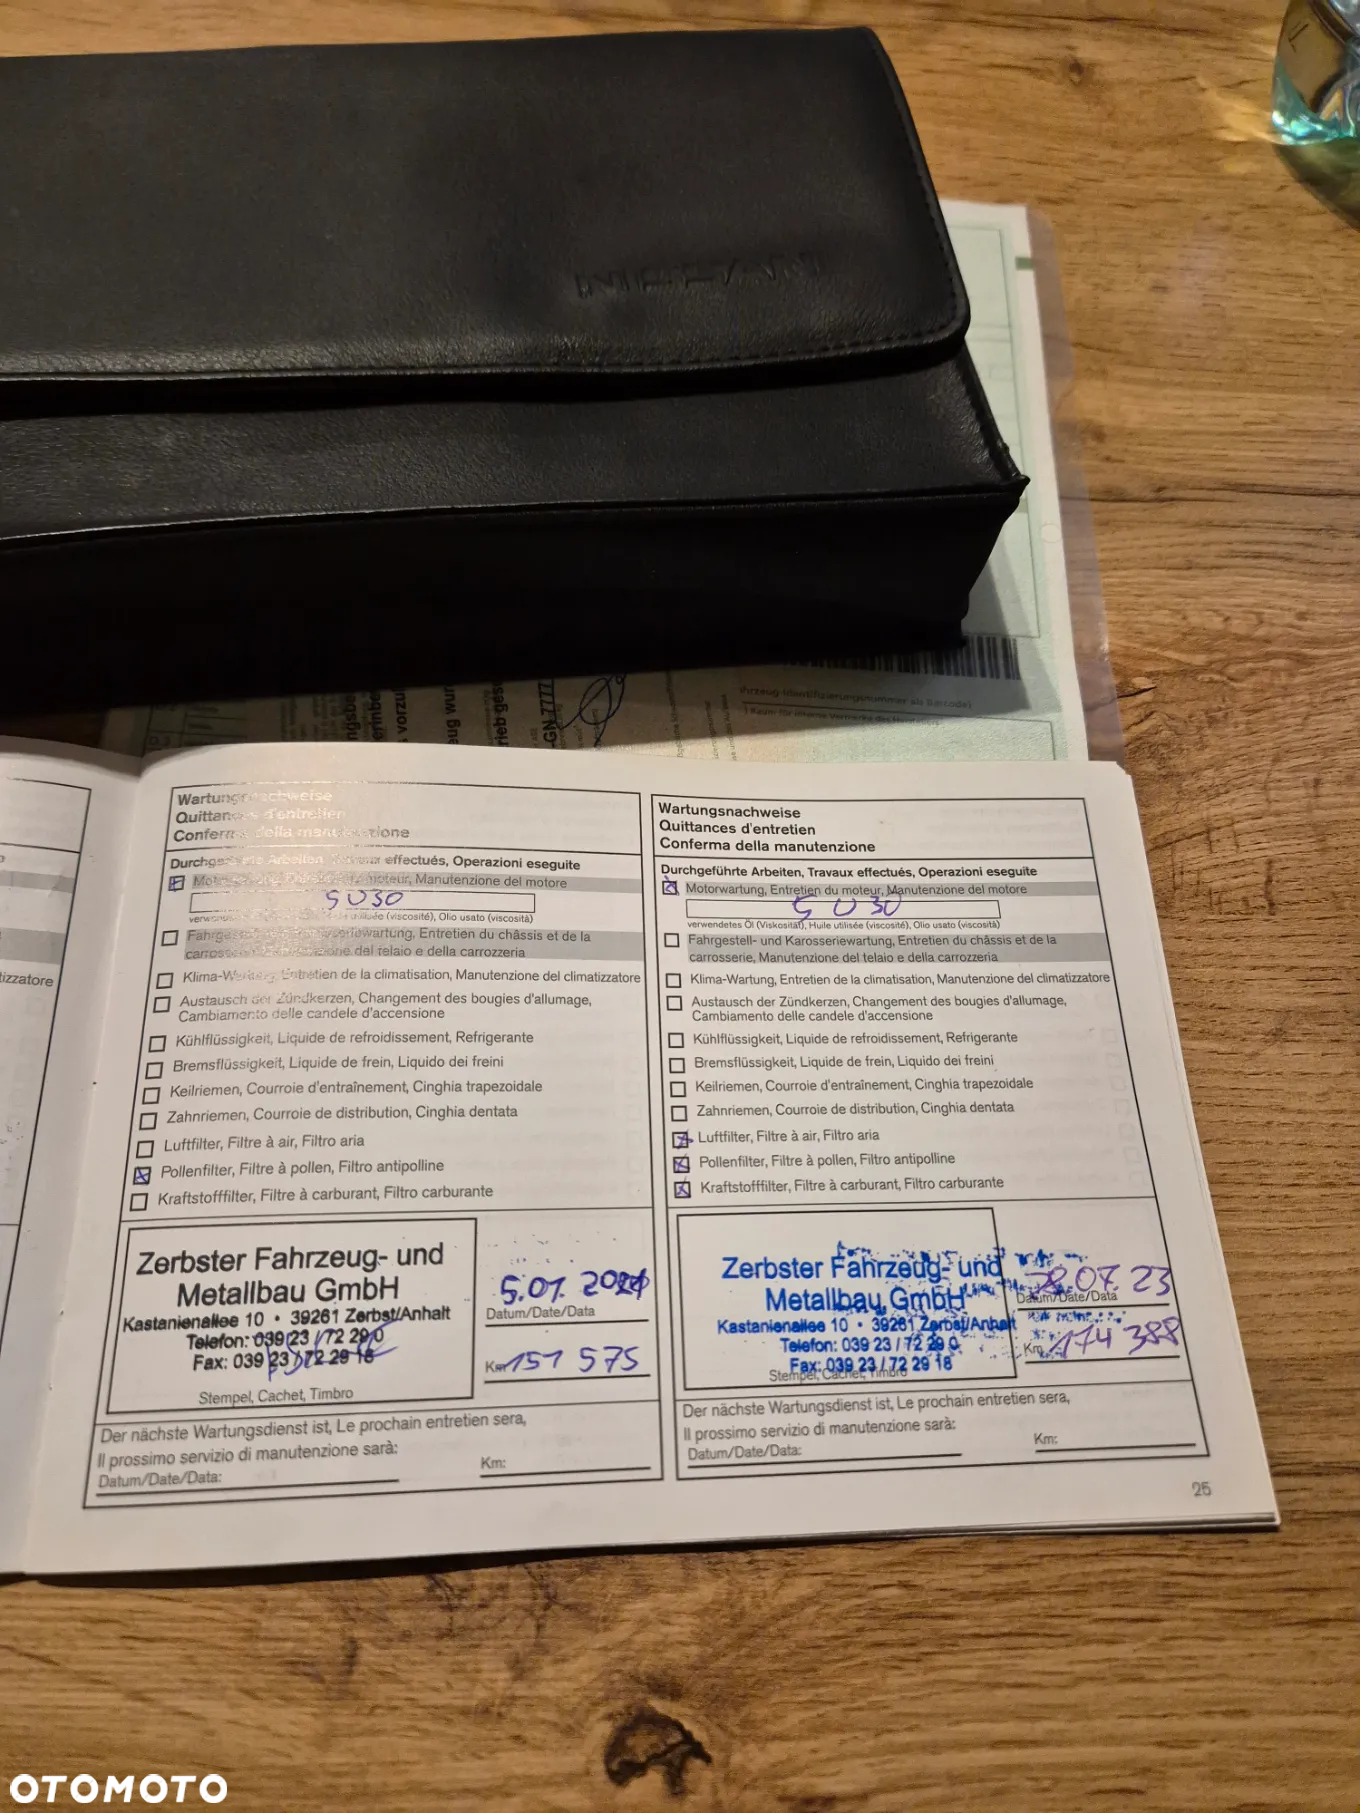 NISSAN
GN 777
Fahrzeug-Identifizierungsnummer als Barcode)
izzatore
Wartungsnachweise
Quittances d'entretien
Conferma della manutenzione
Durchgeführte Arbeiten, Travaux effectués, Operazioni eseguite
Motorwartung, Entretien du moteur, Manutenzione del motore
5W30
verwendetes Öl (Viskosität), Huile utilisée (viscosité), Olio usato (viscosità)
Fahrgestell- und Karosseriewartung, Entretien du châssis et de la
carrosserie, Manutenzione del telaio e della carrozzeria
Klima-Wartung, Entretien de la climatisation, Manutenzione del climatizzatore
Austausch der Zündkerzen, Changement des bougies d'allumage,
Cambiamento delle candele d'accensione
Kühlflüssigkeit, Liquide de refroidissement, Refrigerante
Bremsflüssigkeit, Liquide de frein, Liquido dei freini
Keilriemen, Courroie d'entraînement, Cinghia trapezoidale
Zahnriemen, Courroie de distribution, Cinghia dentata
Luftfilter, Filtre à air, Filtro aria
Pollenfilter, Filtre à pollen, Filtro antipolline
Kraftstofffilter, Filtre à carburant, Filtro carburante
Zerbster Fahrzeug- und
Metallbau GmbH
Kastanienallee 10 • 39261 Zerbst/Anhalt
Telefon: 039 23 / 72 29 0
Fax: 039 23 / 72 29 18
Stempel, Cachet, Timbro
5.01.
Datum/Date/Data
Km 151 575
Der nächste Wartungsdienst ist, Le prochain entretien sera,
Il prossimo servizio di manutenzione sarà:
Datum/Date/Data:
Km:
Wartungsnachweise
Quittances d'entretien
Conferma della manutenzione
Durchgeführte Arbeiten, Travaux effectués, Operazioni eseguite
Motorwartung, Entretien du moteur, Manutenzione del motore
5 W 30
verwendetes Öl (Viskosität), Huile utilisée (viscosité), Olio usato (viscosità)
Fahrgestell- und Karosseriewartung, Entretien du châssis et de la
carrosserie, Manutenzione del telaio e della carrozzeria
Klima-Wartung, Entretien de la climatisation, Manutenzione del climatizzatore
Austausch der Zündkerzen, Changement des bougies d'allumage,
Cambiamento delle candele d'accensione
Kühlflüssigkeit, Liquide de refroidissement, Refrigerante
Bremsflüssigkeit, Liquide de frein, Liquido dei freini
Keilriemen, Courroie d'entraînement, Cinghia trapezoidale
Zahnriemen, Courroie de distribution, Cinghia dentata
Luftfilter, Filtre à air, Filtro aria
Pollenfilter, Filtre à pollen, Filtro antipolline
Kraftstofffilter, Filtre à carburant, Filtro carburante
Zerbster Fahrzeug- und
Metallbau GmbH
Kastanienallee 10 • 39261 Zerbst/Anhalt
Telefon: 039 23 / 72 29 0
Fax: 039 23 / 72 29 18
Stempel, Cachet, Timbro
07.23
Datum/Date/Data
Km 174 388
Der nächste Wartungsdienst ist, Le prochain entretien sera,
Il prossimo servizio di manutenzione sarà:
Datum/Date/Data:
Km:
25
OTOMOTO